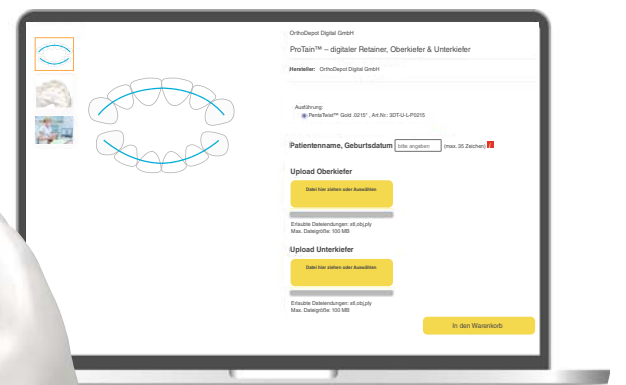 OrthoDepot Digital GmbH
ProTain™ – digitaler Retainer, Oberkiefer & Unterkiefer
Hersteller: OrthoDepot Digital GmbH
Ausführung:
PentaTwist™ Gold .0215", Art.Nr.: 3DT-U-L-P0215
Patientenname, Geburtsdatum bitte angeben (max. 35 Zeichen)
Upload Oberkiefer
Datei hier ziehen oder Auswählen
Erlaubte Dateiendungen: stl,obj,ply
Max. Dateigröße: 100 MB
Upload Unterkiefer
Datei hier ziehen oder Auswählen
Erlaubte Dateiendungen: stl,obj,ply
Max. Dateigröße: 100 MB
In den Warenkorb